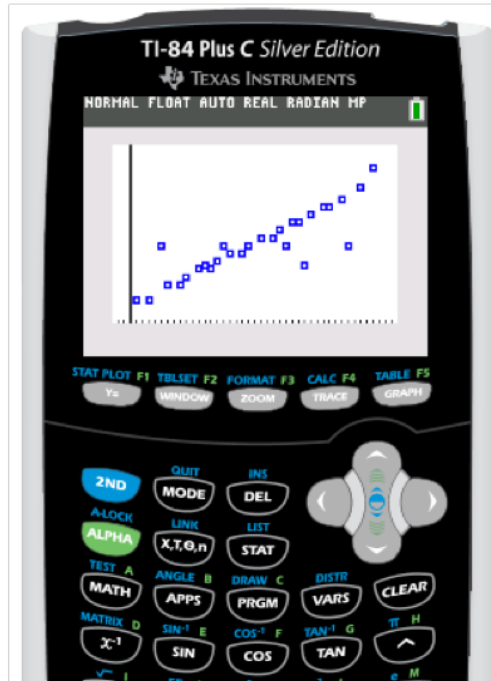 TI-84 Plus C Silver Edition
TEXAS INSTRUMENTS
NORMAL FLOAT AUTO REAL RADIAN MP
STAT PLOT F1 TBLSET F2 FORMAT F3 CALC F4 TABLE F5
Y= WINDOW ZOOM TRACE GRAPH
QUIT INS
2ND MODE DEL
A-LOCK LINK LIST
ALPHA X,T,Θ,n STAT
TEST A ANGLE B DRAW C DISTR
MATH APPS PRGM VARS CLEAR
MATRIX D SIN⁻¹ E COS⁻¹ F TAN⁻¹ G π H
x⁻¹ SIN COS TAN ^